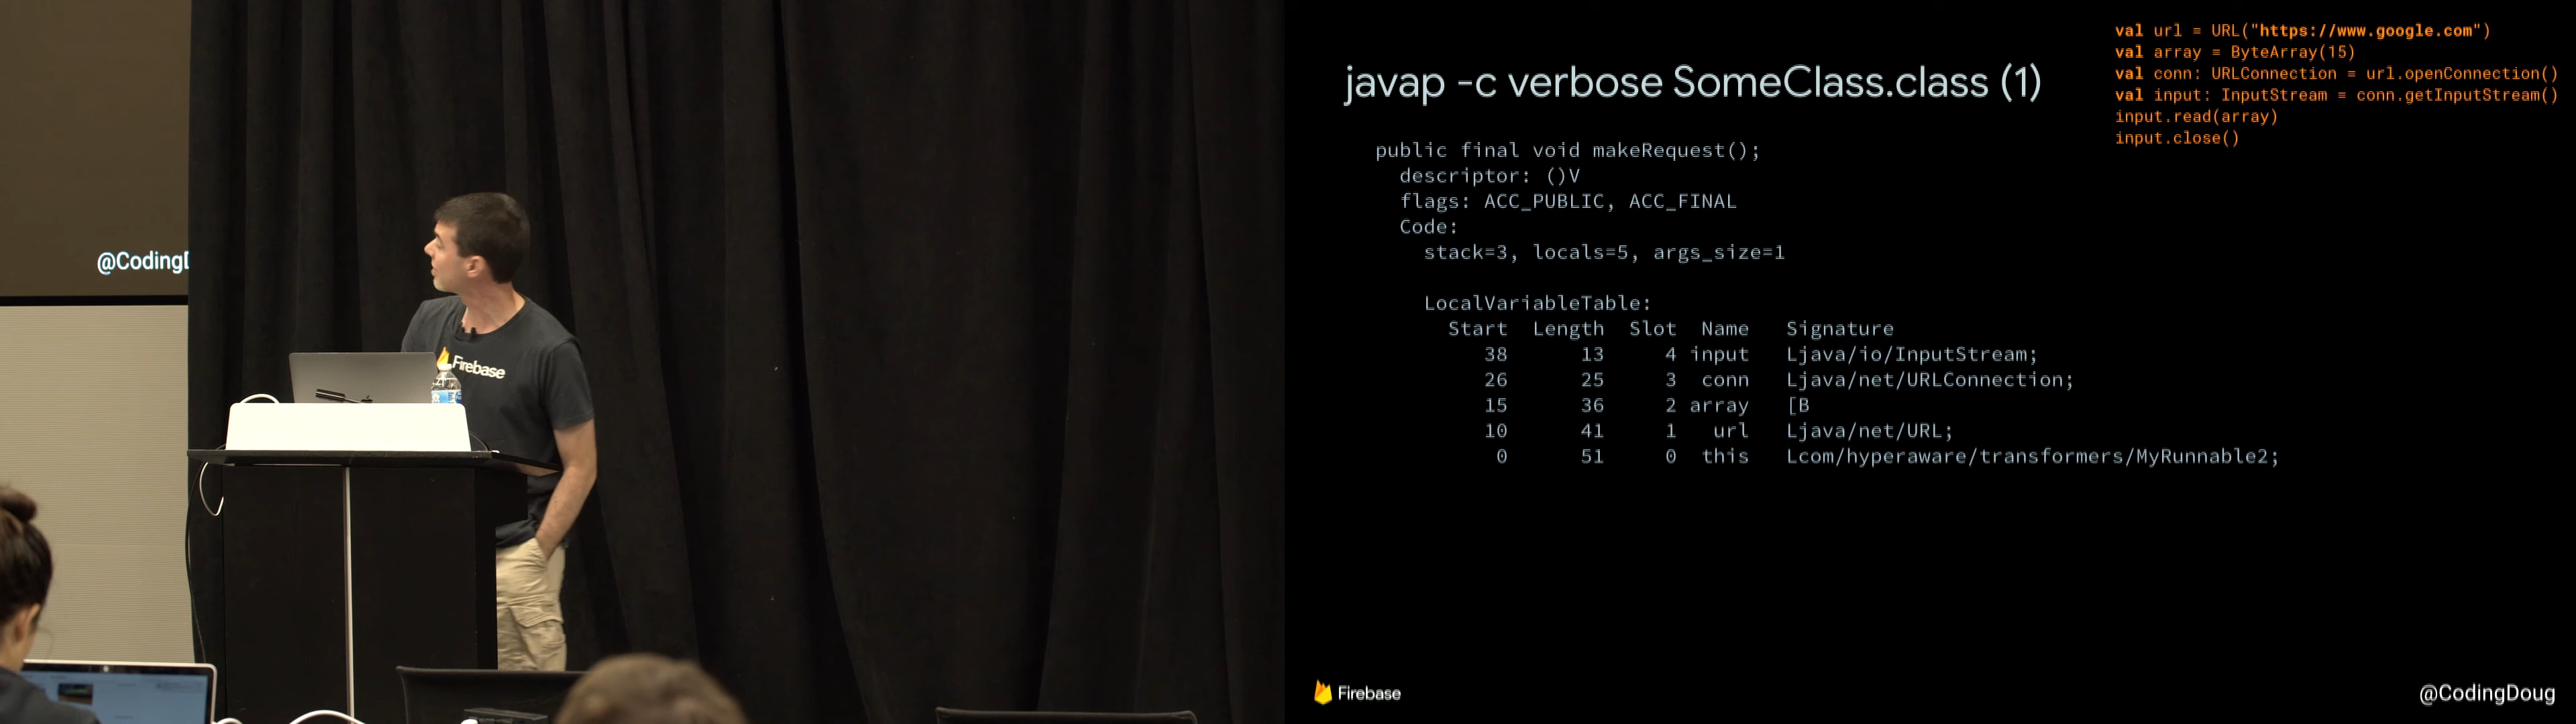 @CodingD
Firebase
javap -c verbose SomeClass.class (1)
val url = URL("https://www.google.com")
val array = ByteArray(15)
val conn: URLConnection = url.openConnection()
val input: InputStream = conn.getInputStream()
input.read(array)
input.close()
public final void makeRequest();
descriptor: ()V
flags: ACC_PUBLIC, ACC_FINAL
Code:
stack=3, locals=5, args_size=1
LocalVariableTable:
Start Length Slot Name Signature
38 13 4 input Ljava/io/InputStream;
26 25 3 conn Ljava/net/URLConnection;
15 36 2 array [B
10 41 1 url Ljava/net/URL;
0 51 0 this Lcom/hyperaware/transformers/MyRunnable2;
Firebase
@CodingDoug